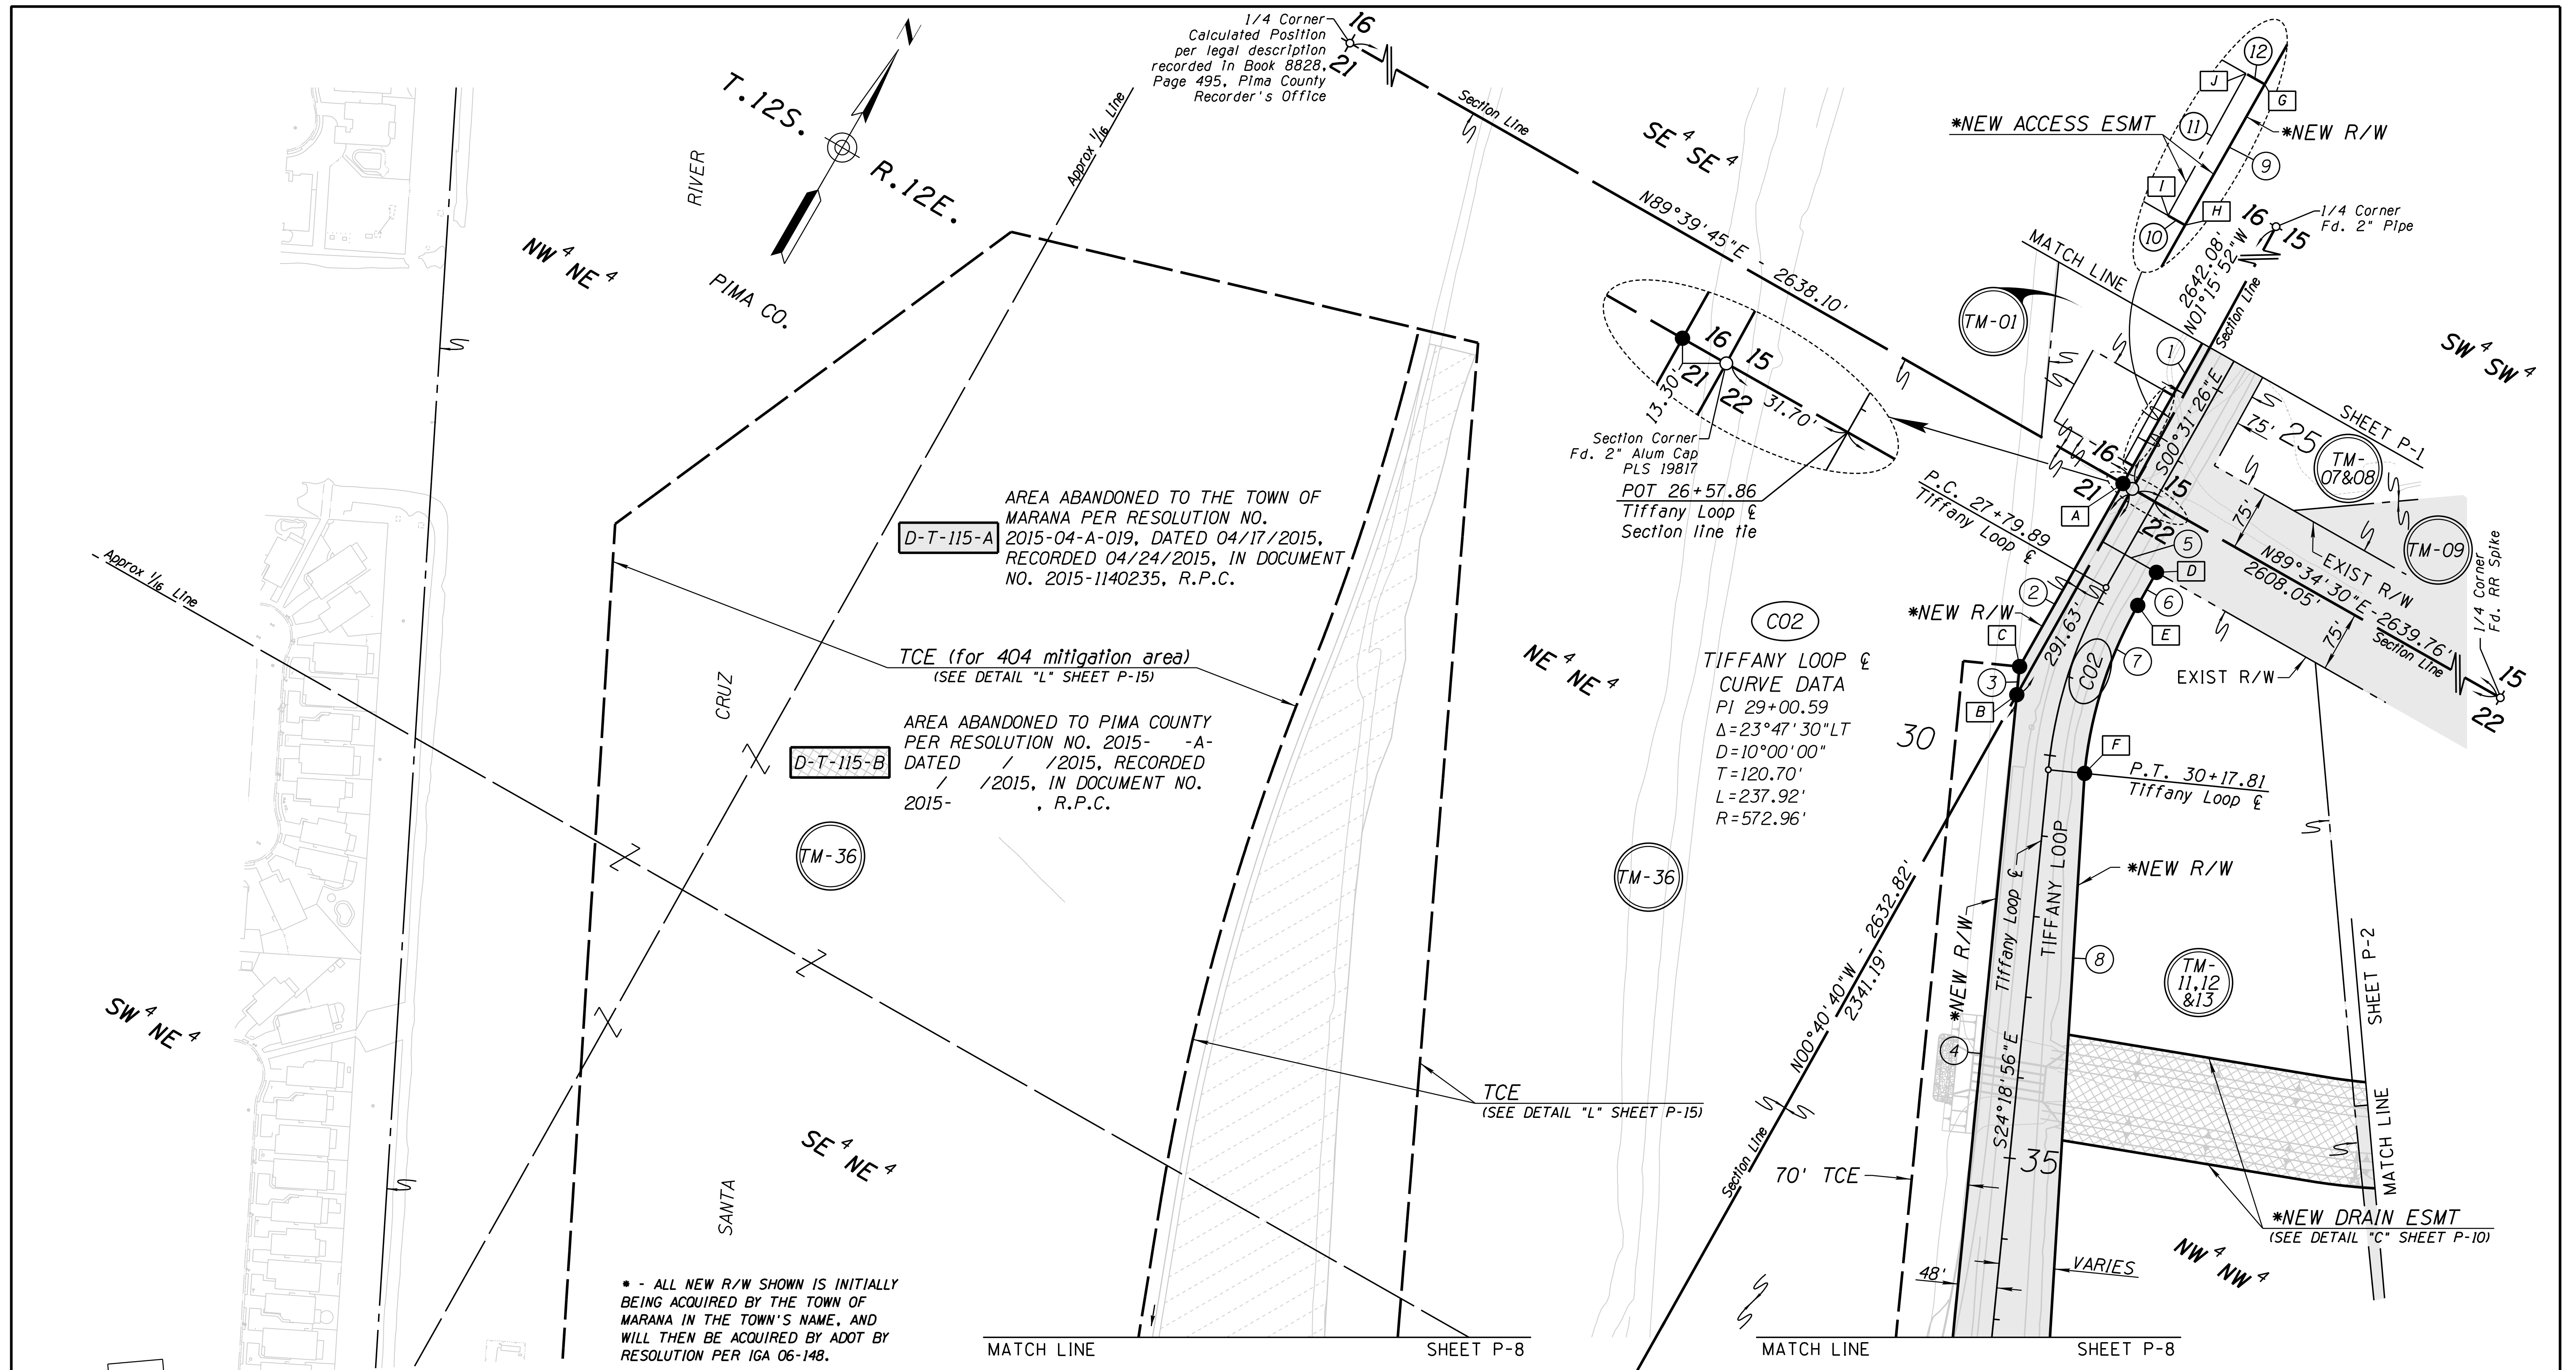 1/4 Corner
Calculated Position
per legal description
recorded in Book 8828,
Page 495, Pima County
Recorder's Office
16
21
T.12S.
R.12E.
N
PIMA CO.
RIVER
Approx 1/16 Line
Section Line
SE 4 SE 4
NW 4 NE 4
N89°39'45"E - 2638.10'
*NEW ACCESS ESMT
*NEW R/W
12
J
G
11
9
I
H
10
16
15
1/4 Corner
Fd. 2" Pipe
MATCH LINE
SHEET P-1
2642.08'
N01°15'52"W
Section Line
SW 4 SW 4
TM-01
1
S00°31'26"E
75'
25
TM-
07&08
TM-09
16
15
21
22
13.30'
31.70'
Section Corner
Fd. 2" Alum Cap
PLS 19817
POT 26+57.86
Tiffany Loop ℄
Section line tie
16
15
21
22
A
P.C. 27+79.89
Tiffany Loop ℄
5
D
6
E
7
75'
EXIST R/W
N89°34'30"E - 2639.76'
2608.05'
Section Line
75'
EXIST R/W
1/4 Corner
Fd. RR Spike
15
22
2
*NEW R/W
C
3
B
291.63'
C02
F
P.T. 30+17.81
Tiffany Loop ℄
C02
TIFFANY LOOP ℄
CURVE DATA
PI 29+00.59
Δ=23°47'30"LT
D=10°00'00"
T=120.70'
L=237.92'
R=572.96'
30
NE 4 NE 4
D-T-115-A
AREA ABANDONED TO THE TOWN OF
MARANA PER RESOLUTION NO.
2015-04-A-019, DATED 04/17/2015,
RECORDED 04/24/2015, IN DOCUMENT
NO. 2015-1140235, R.P.C.
TCE (for 404 mitigation area)
(SEE DETAIL "L" SHEET P-15)
D-T-115-B
AREA ABANDONED TO PIMA COUNTY
PER RESOLUTION NO. 2015-    -A-
DATED    /    /2015, RECORDED
/    /2015, IN DOCUMENT NO.
2015-        , R.P.C.
TM-36
TM-36
CRUZ
Approx 1/16 Line
SW 4 NE 4
SE 4 NE 4
SANTA
TCE
(SEE DETAIL "L" SHEET P-15)
N00°40'40"W - 2632.82'
2341.19'
Section Line
70' TCE
*NEW R/W
Tiffany Loop ℄
TIFFANY LOOP
*NEW R/W
8
4
S24°18'56"E
35
TM-
11,12
&13
SHEET P-2
MATCH LINE
*NEW DRAIN ESMT
(SEE DETAIL "C" SHEET P-10)
NW 4 NW 4
48'
VARIES
* - ALL NEW R/W SHOWN IS INITIALLY
BEING ACQUIRED BY THE TOWN OF
MARANA IN THE TOWN'S NAME, AND
WILL THEN BE ACQUIRED BY ADOT BY
RESOLUTION PER IGA 06-148.
MATCH LINE
SHEET P-8
MATCH LINE
SHEET P-8